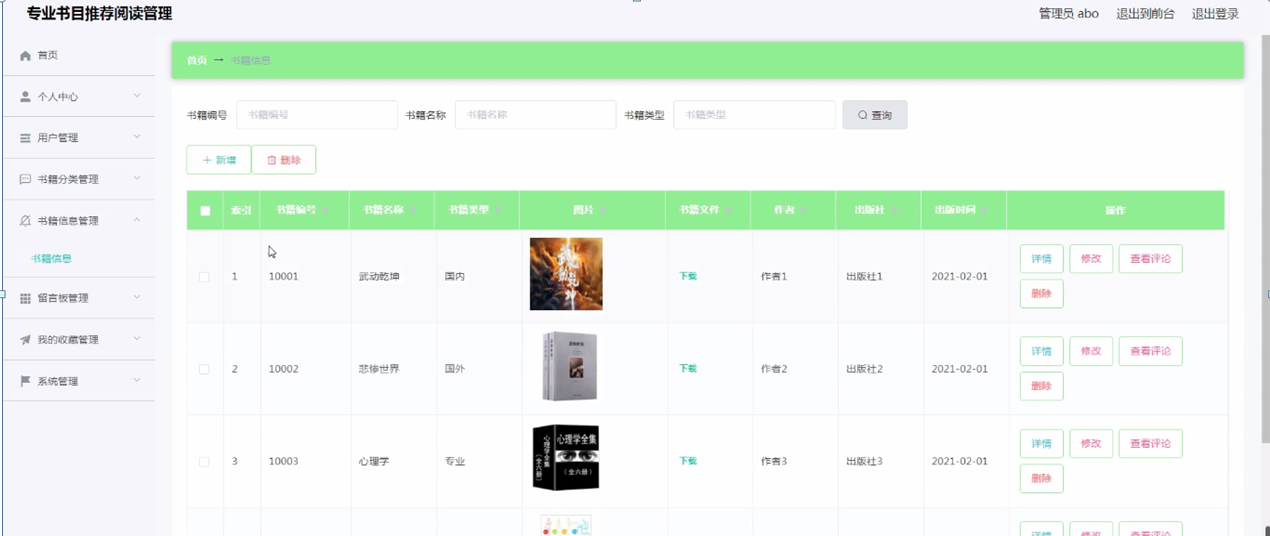 专业书目推荐阅读管理
管理员 abo 退出到前台 退出登录
首页
个人中心
用户管理
书籍分类管理
书籍信息管理
书籍信息
留言板管理
我的收藏管理
系统管理
首页 → 书籍信息
书籍编号 书籍编号 书籍名称 书籍名称 书籍类型 书籍类型 查询
+ 新增 删除
索引 书籍编号 书籍名称 书籍类型 图片 书籍文件 作者 出版社 出版时间 操作
1 10001 武动乾坤 国内 下载 作者1 出版社1 2021-02-01 详情 修改 查看评论
删除
2 10002 悲惨世界 国外 下载 作者2 出版社2 2021-02-01 详情 修改 查看评论
删除
心理学全集
(全六册)
心理学全集
(全六册)
3 10003 心理学 专业 下载 作者3 出版社3 2021-02-01 详情 修改 查看评论
删除
详情 修改 查看评论